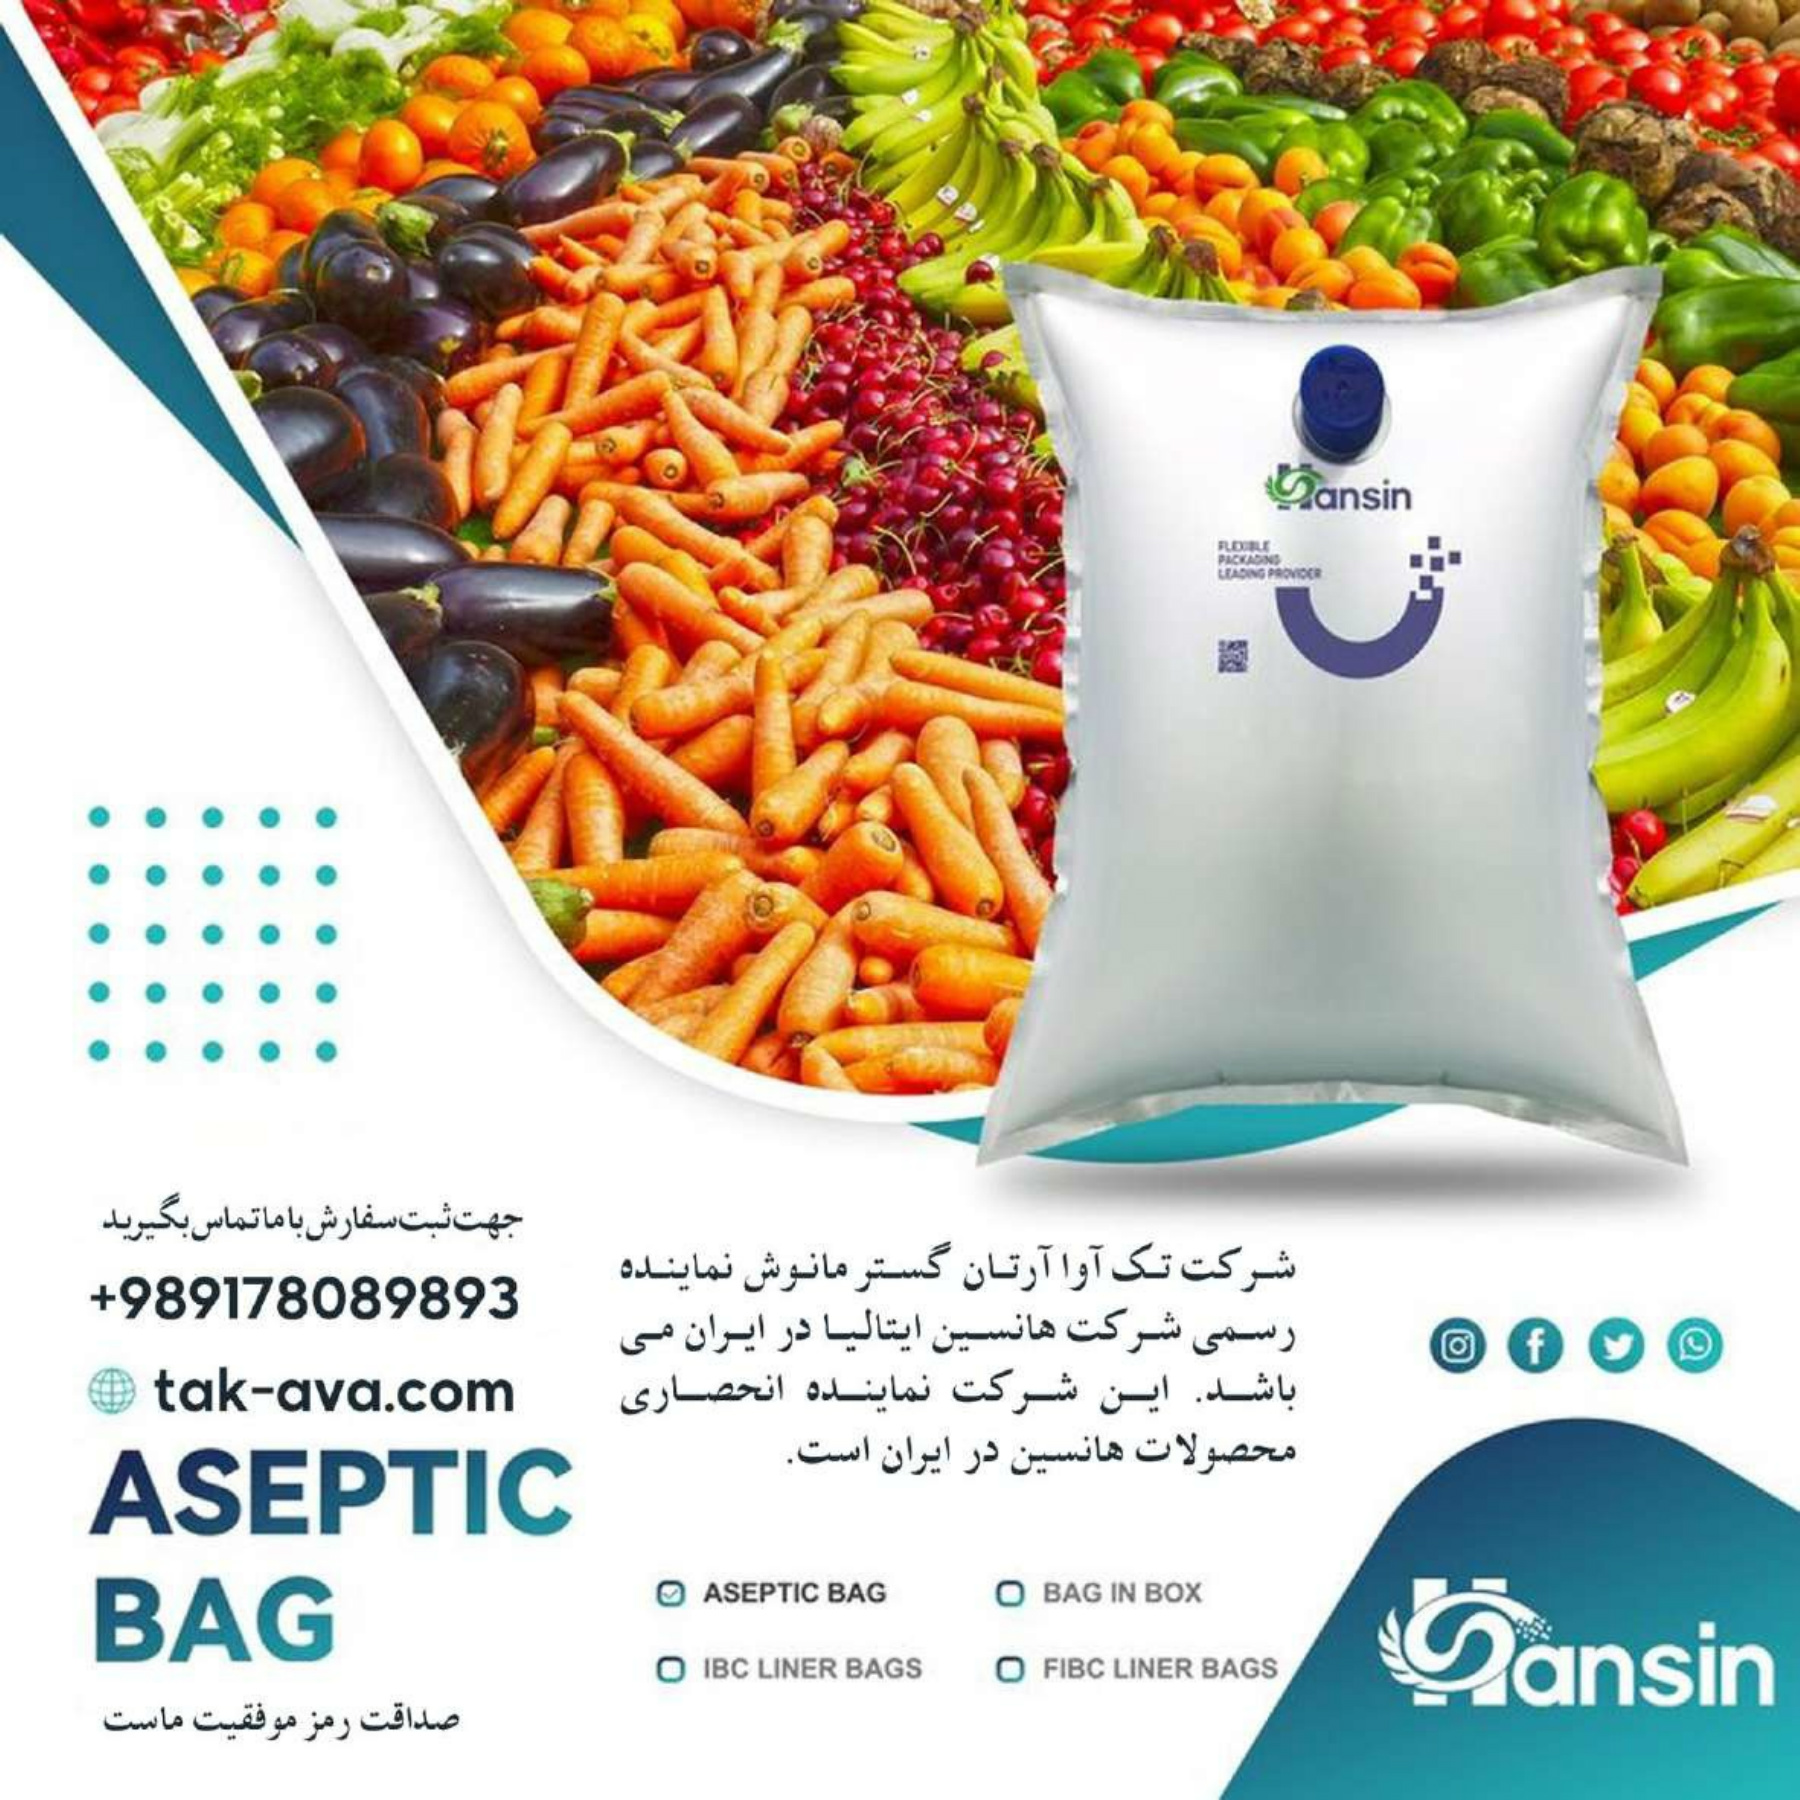 Hansin
FLEXIBLE
PACKAGING
LEADING PROVIDER
جهت ثبت سفارش با ما تماس بگیرید
+989178089893
tak-ava.com
ASEPTIC
BAG
صداقت رمز موفقیت ماست
شرکت تک آوا آرتان گستر مانوش نماینده
رسمی شرکت هانسین ایتالیا در ایران می
باشد. این شرکت نماینده انحصاری
محصولات هانسین در ایران است.
ASEPTIC BAG
BAG IN BOX
IBC LINER BAGS
FIBC LINER BAGS
Hansin